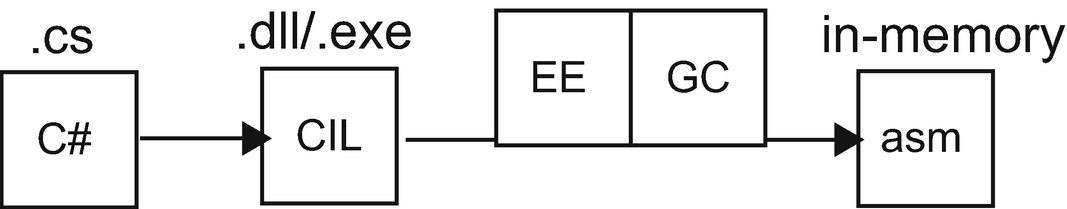 .cs
.dll/.exe
in-memory
C#
CIL
EE
GC
asm